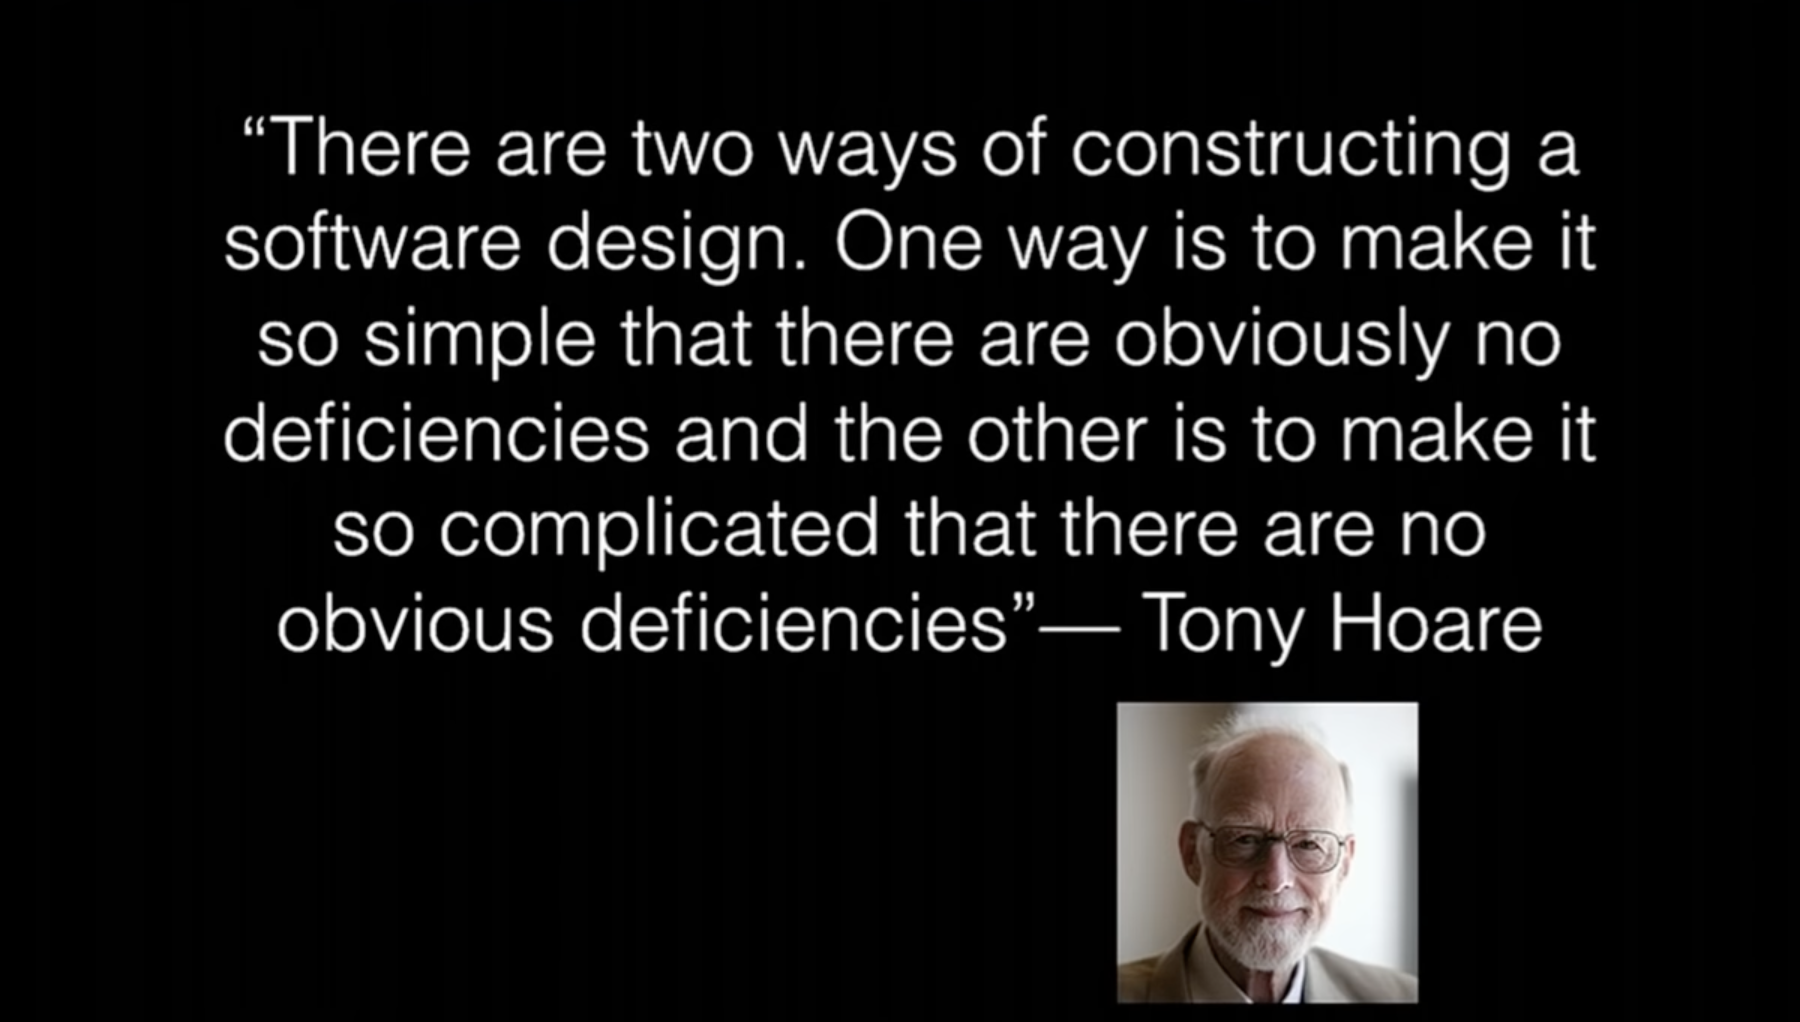 “There are two ways of constructing a
software design. One way is to make it
so simple that there are obviously no
deficiencies and the other is to make it
so complicated that there are no
obvious deficiencies”— Tony Hoare